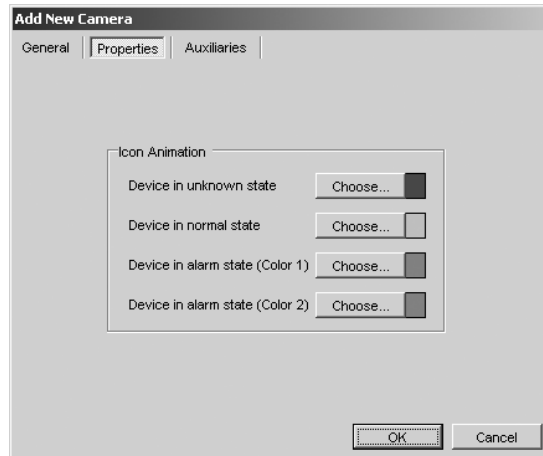 Add New Camera
General Properties Auxiliaries
Icon Animation
Device in unknown state Choose...
Device in normal state Choose...
Device in alarm state (Color 1) Choose...
Device in alarm state (Color 2) Choose...
OK Cancel